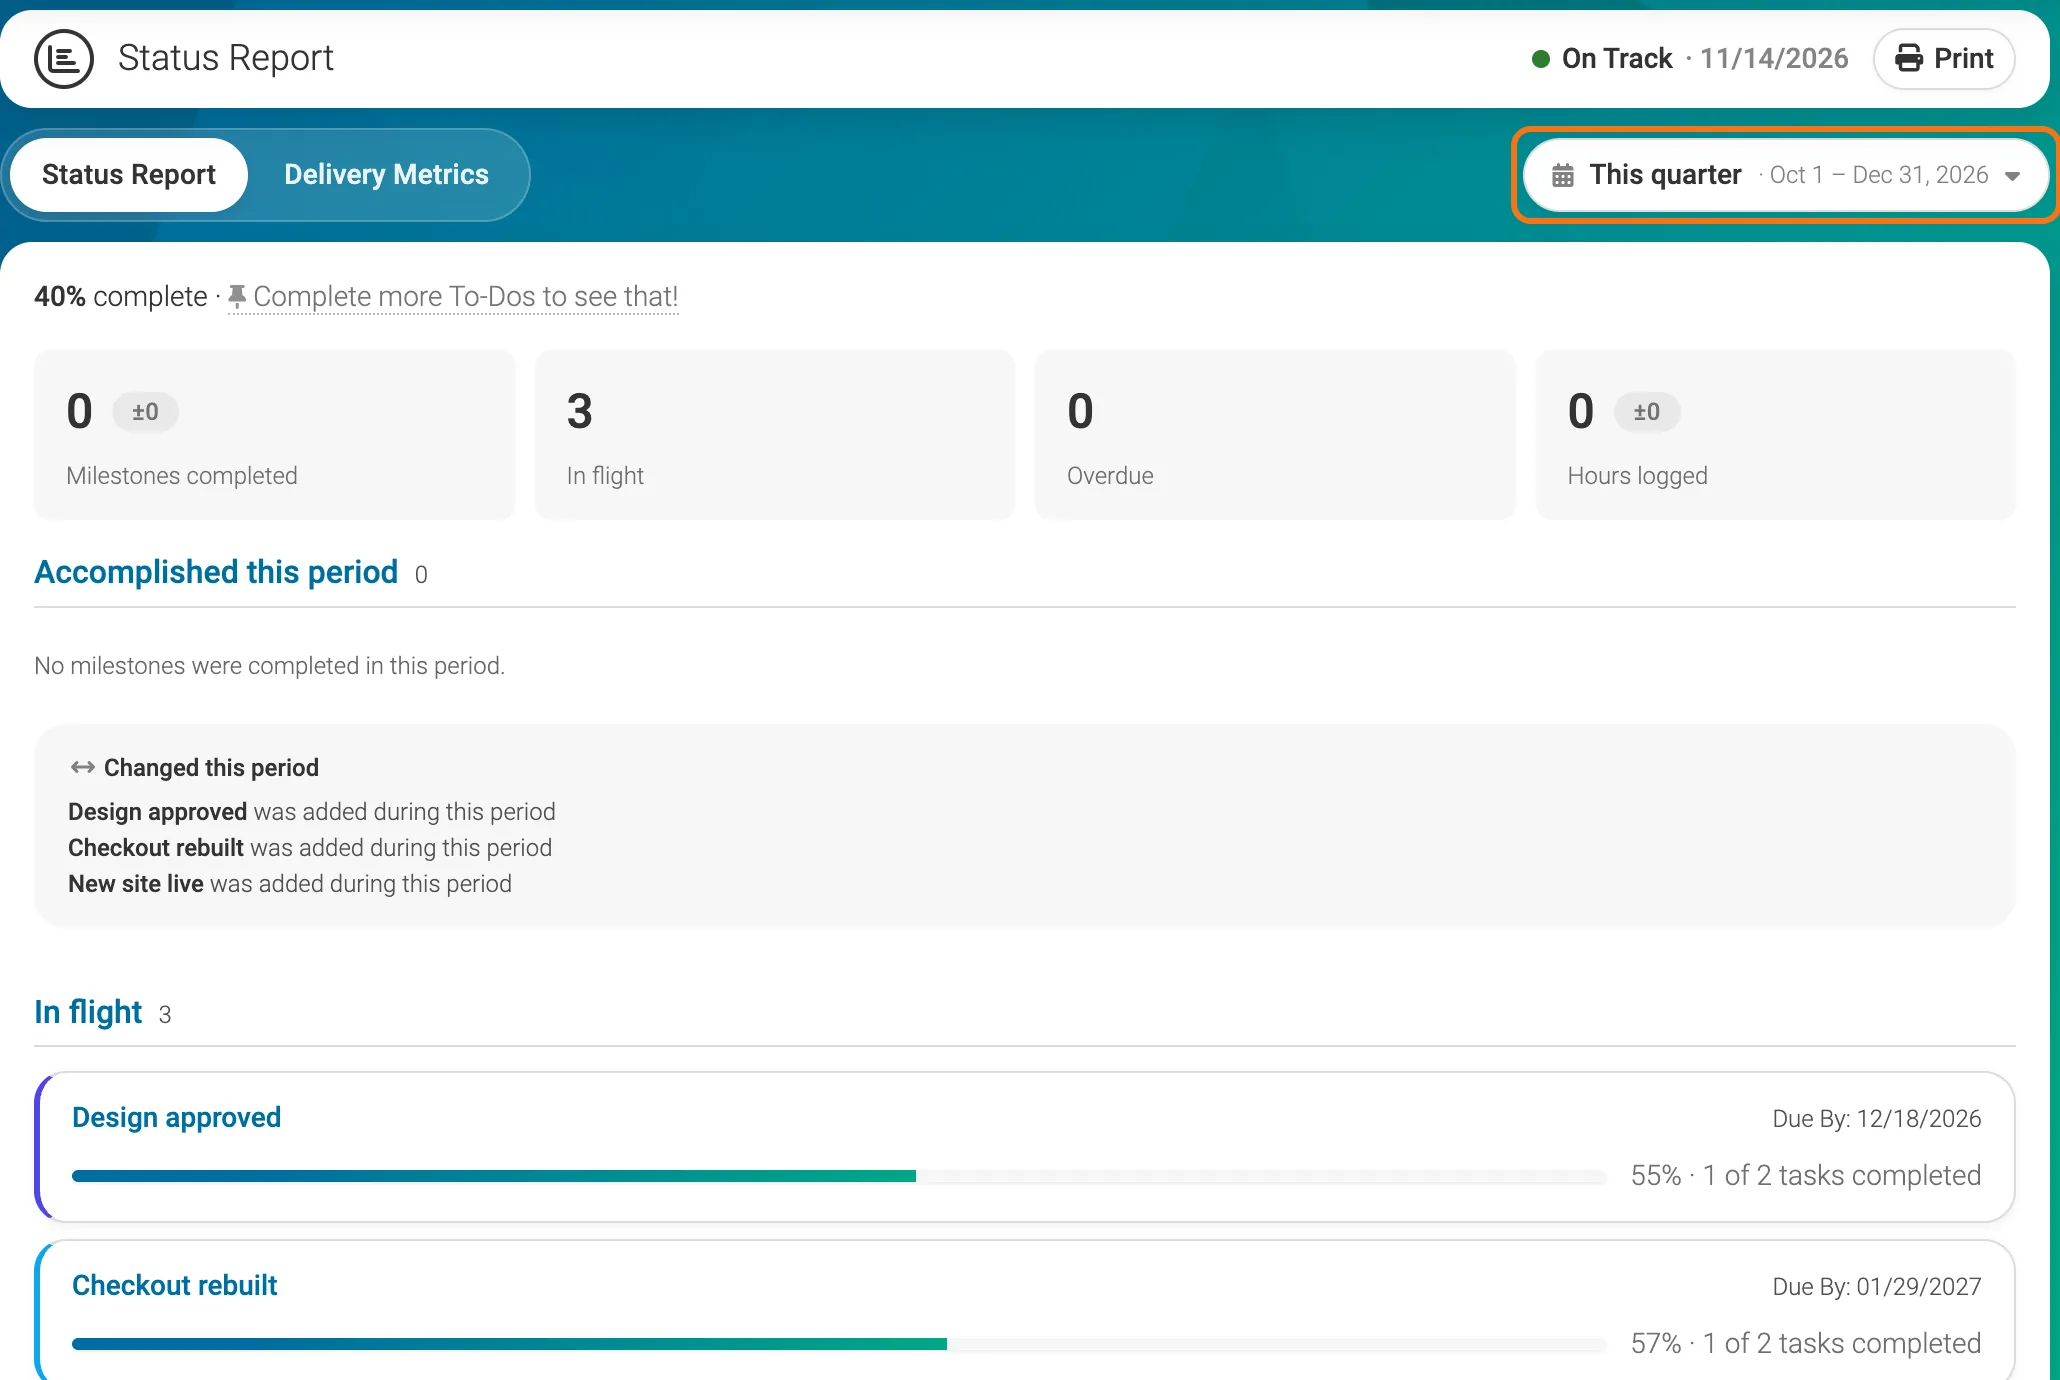 Status Report
On Track · 11/14/2026
Print
Status Report
Delivery Metrics
This quarter · Oct 1 – Dec 31, 2026
40% complete · Complete more To-Dos to see that!
0 ±0
Milestones completed
3
In flight
0
Overdue
0 ±0
Hours logged
Accomplished this period 0
No milestones were completed in this period.
Changed this period
Design approved was added during this period
Checkout rebuilt was added during this period
New site live was added during this period
In flight 3
Design approved
Due By: 12/18/2026
55% · 1 of 2 tasks completed
Checkout rebuilt
Due By: 01/29/2027
57% · 1 of 2 tasks completed